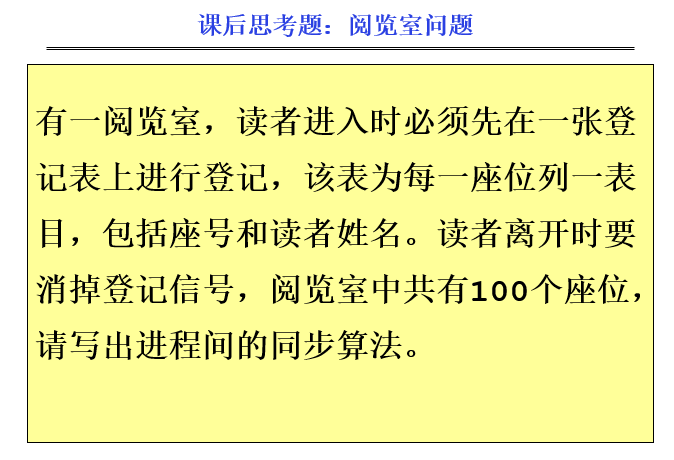 课后思考题：阅览室问题
有一阅览室，读者进入时必须先在一张登
记表上进行登记，该表为每一座位列一表
目，包括座号和读者姓名。读者离开时要
消掉登记信号，阅览室中共有100个座位，
请写出进程间的同步算法。